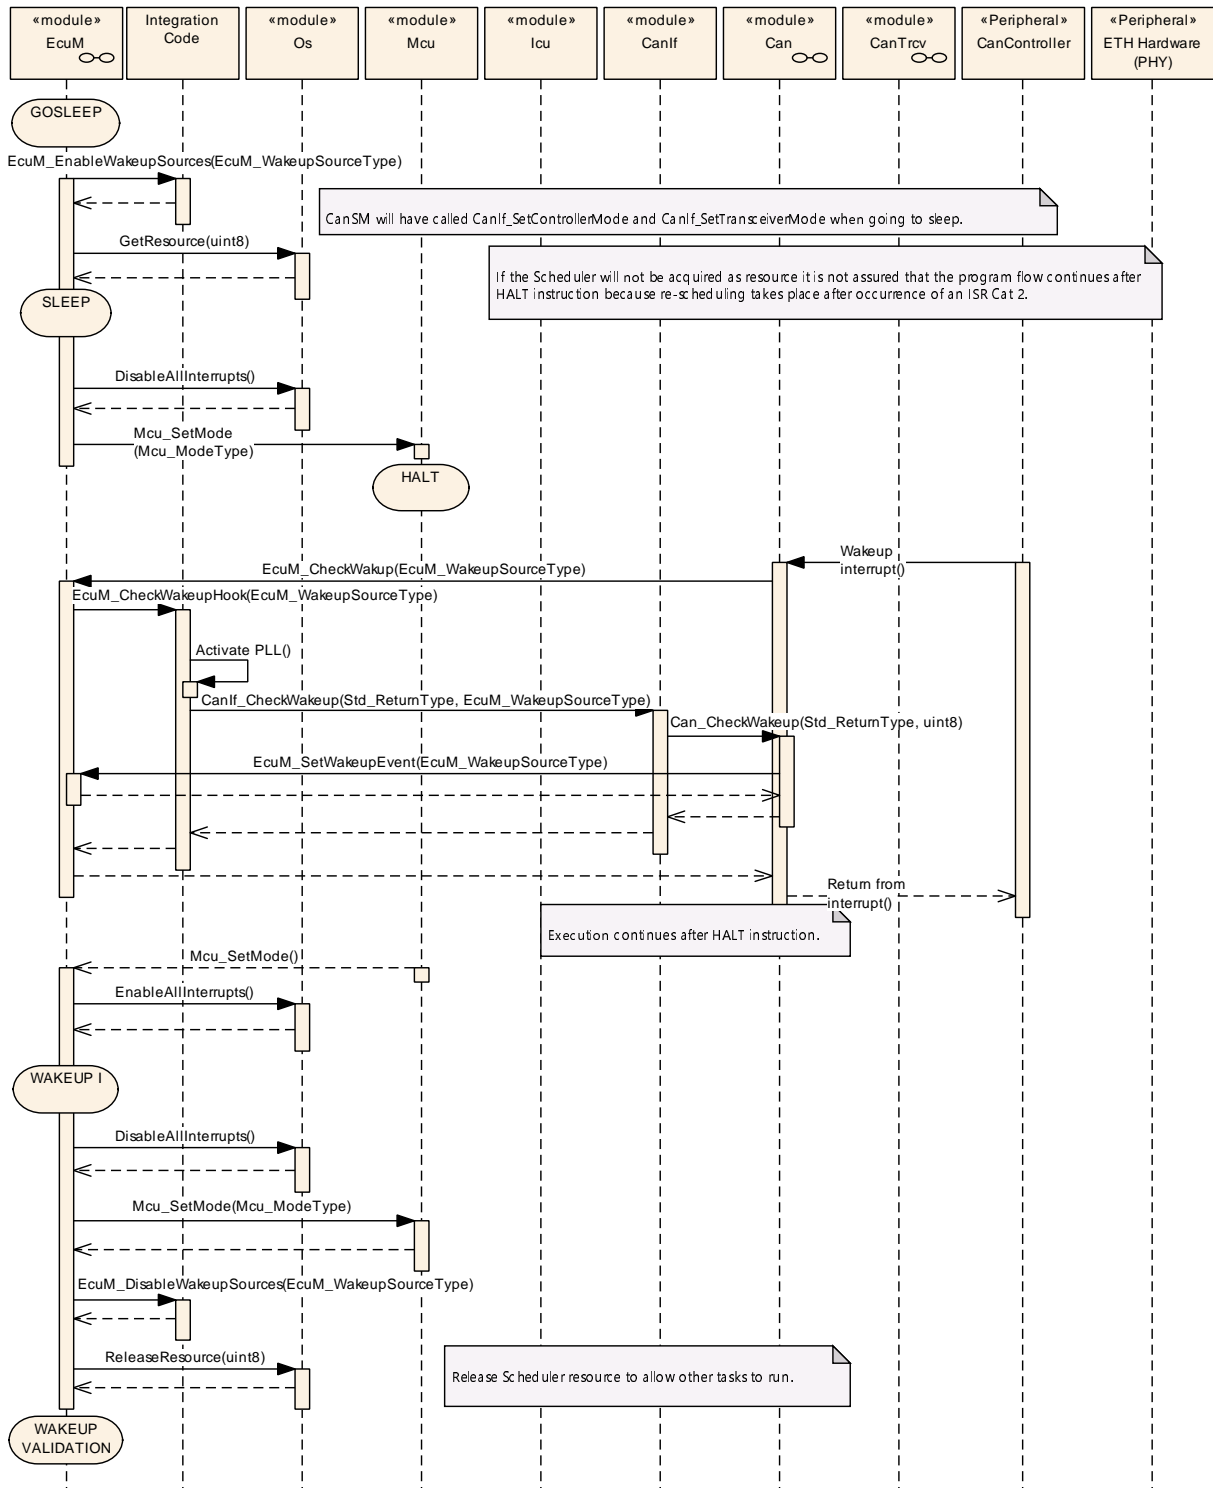 «module»
EcuM
Integration
Code
«module»
Os
«module»
Mcu
«module»
Icu
«module»
CanIf
«module»
Can
«module»
CanTrcv
«Peripheral»
CanController
«Peripheral»
ETH Hardware
(PHY)
GOSLEEP
EcuM_EnableWakeupSources(EcuM_WakeupSourceType)
CanSM will have called CanIf_SetControllerMode and CanIf_SetTransceiverMode when going to sleep.
GetResource(uint8)
If the Scheduler will not be acquired as resource it is not assured that the program flow continues after
HALT instruction because re-scheduling takes place after occurrence of an ISR Cat 2.
SLEEP
DisableAllInterrupts()
Mcu_SetMode
(Mcu_ModeType)
HALT
Wakeup
interrupt()
EcuM_CheckWakup(EcuM_WakeupSourceType)
EcuM_CheckWakeupHook(EcuM_WakeupSourceType)
Activate PLL()
CanIf_CheckWakeup(Std_ReturnType, EcuM_WakeupSourceType)
Can_CheckWakeup(Std_ReturnType, uint8)
EcuM_SetWakeupEvent(EcuM_WakeupSourceType)
Return from
interrupt()
Execution continues after HALT instruction.
Mcu_SetMode()
EnableAllInterrupts()
WAKEUP I
DisableAllInterrupts()
Mcu_SetMode(Mcu_ModeType)
EcuM_DisableWakeupSources(EcuM_WakeupSourceType)
ReleaseResource(uint8)
Release Scheduler resource to allow other tasks to run.
WAKEUP
VALIDATION